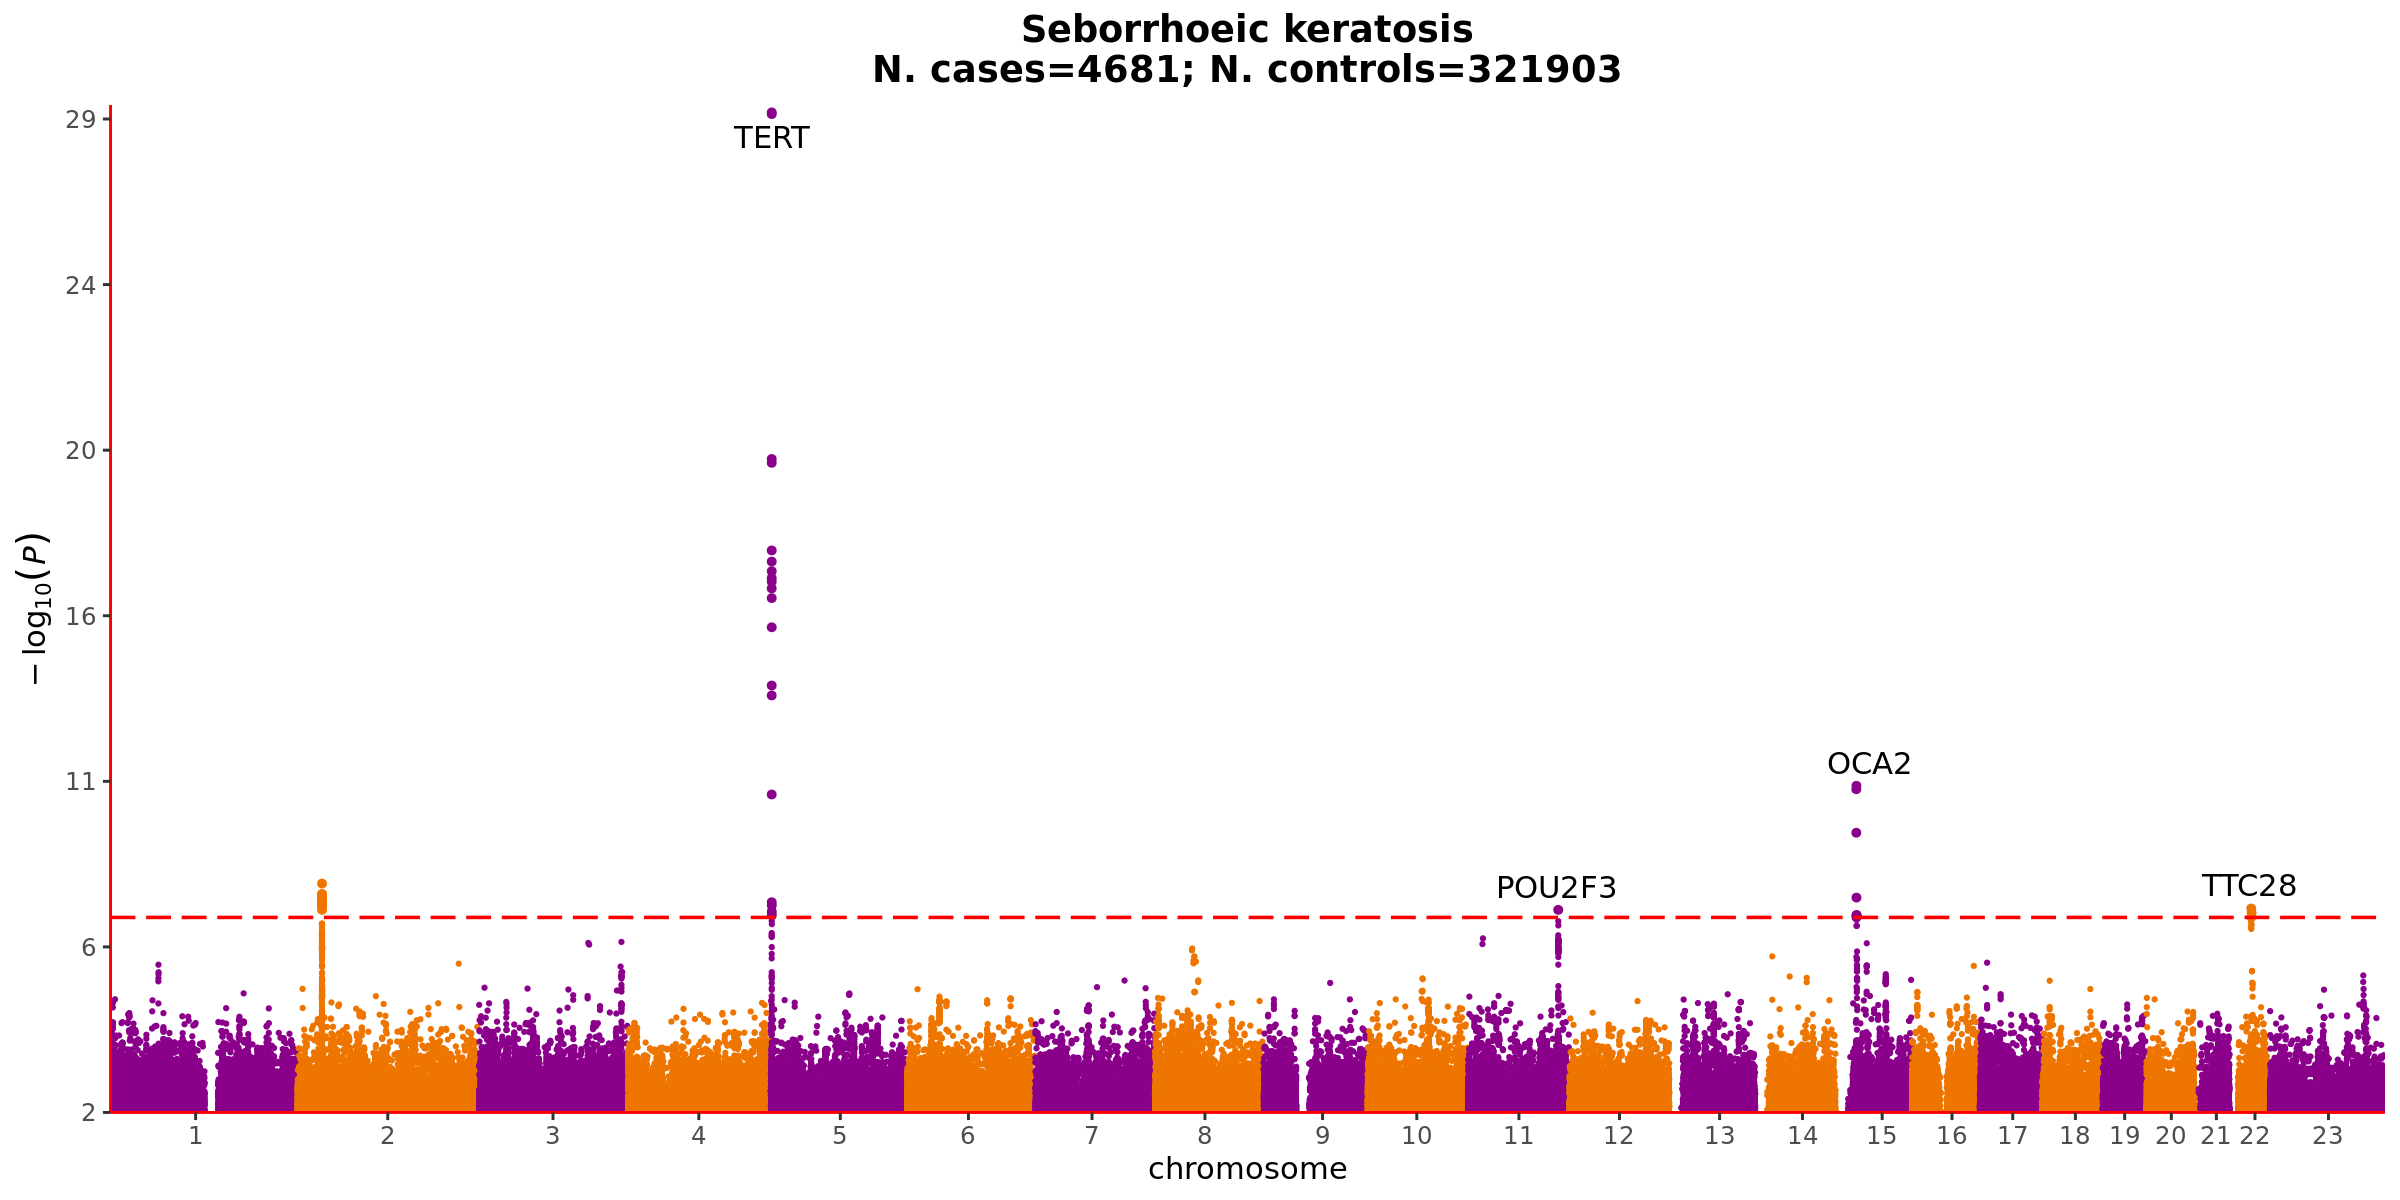 Seborrhoeic keratosis
N. cases=4681; N. controls=321903
29
24
20
16
11
6
2
−log10(P)
TERT
OCA2
POU2F3
TTC28
1 2 3 4 5 6 7 8 9 10 11 12 13 14 15 16 17 18 19 20 21 22 23
chromosome